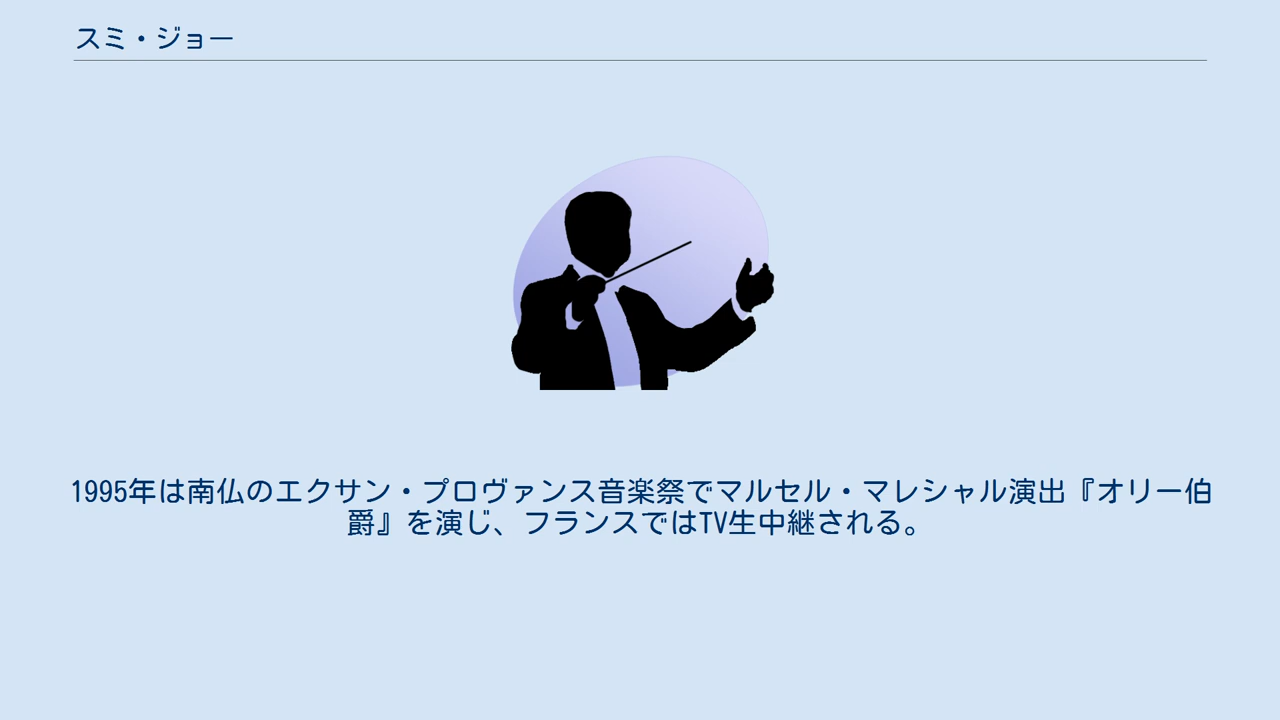 スミ・ジョー
1995年は南仏のエクサン・プロヴァンス音楽祭でマルセル・マレシャル演出『オリー伯
爵』を演じ、フランスではTV生中継される。